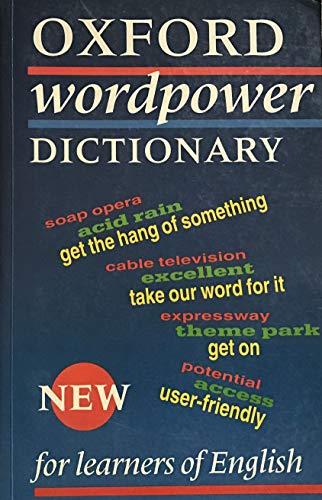 OXFORD
wordpower
DICTIONARY
soap opera
acid rain
get the hang of something
cable television
excellent
take our word for it
expressway
theme park
get on
potential
access
user-friendly
NEW
for learners of English